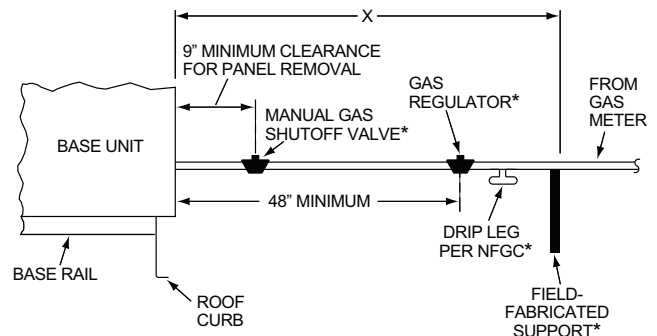 X
9" MINIMUM CLEARANCE
FOR PANEL REMOVAL
GAS
REGULATOR*
FROM
GAS
METER
MANUAL GAS
SHUTOFF VALVE*
BASE UNIT
48" MINIMUM
DRIP LEG
PER NFGC*
BASE RAIL
ROOF
CURB
FIELD-
FABRICATED
SUPPORT*